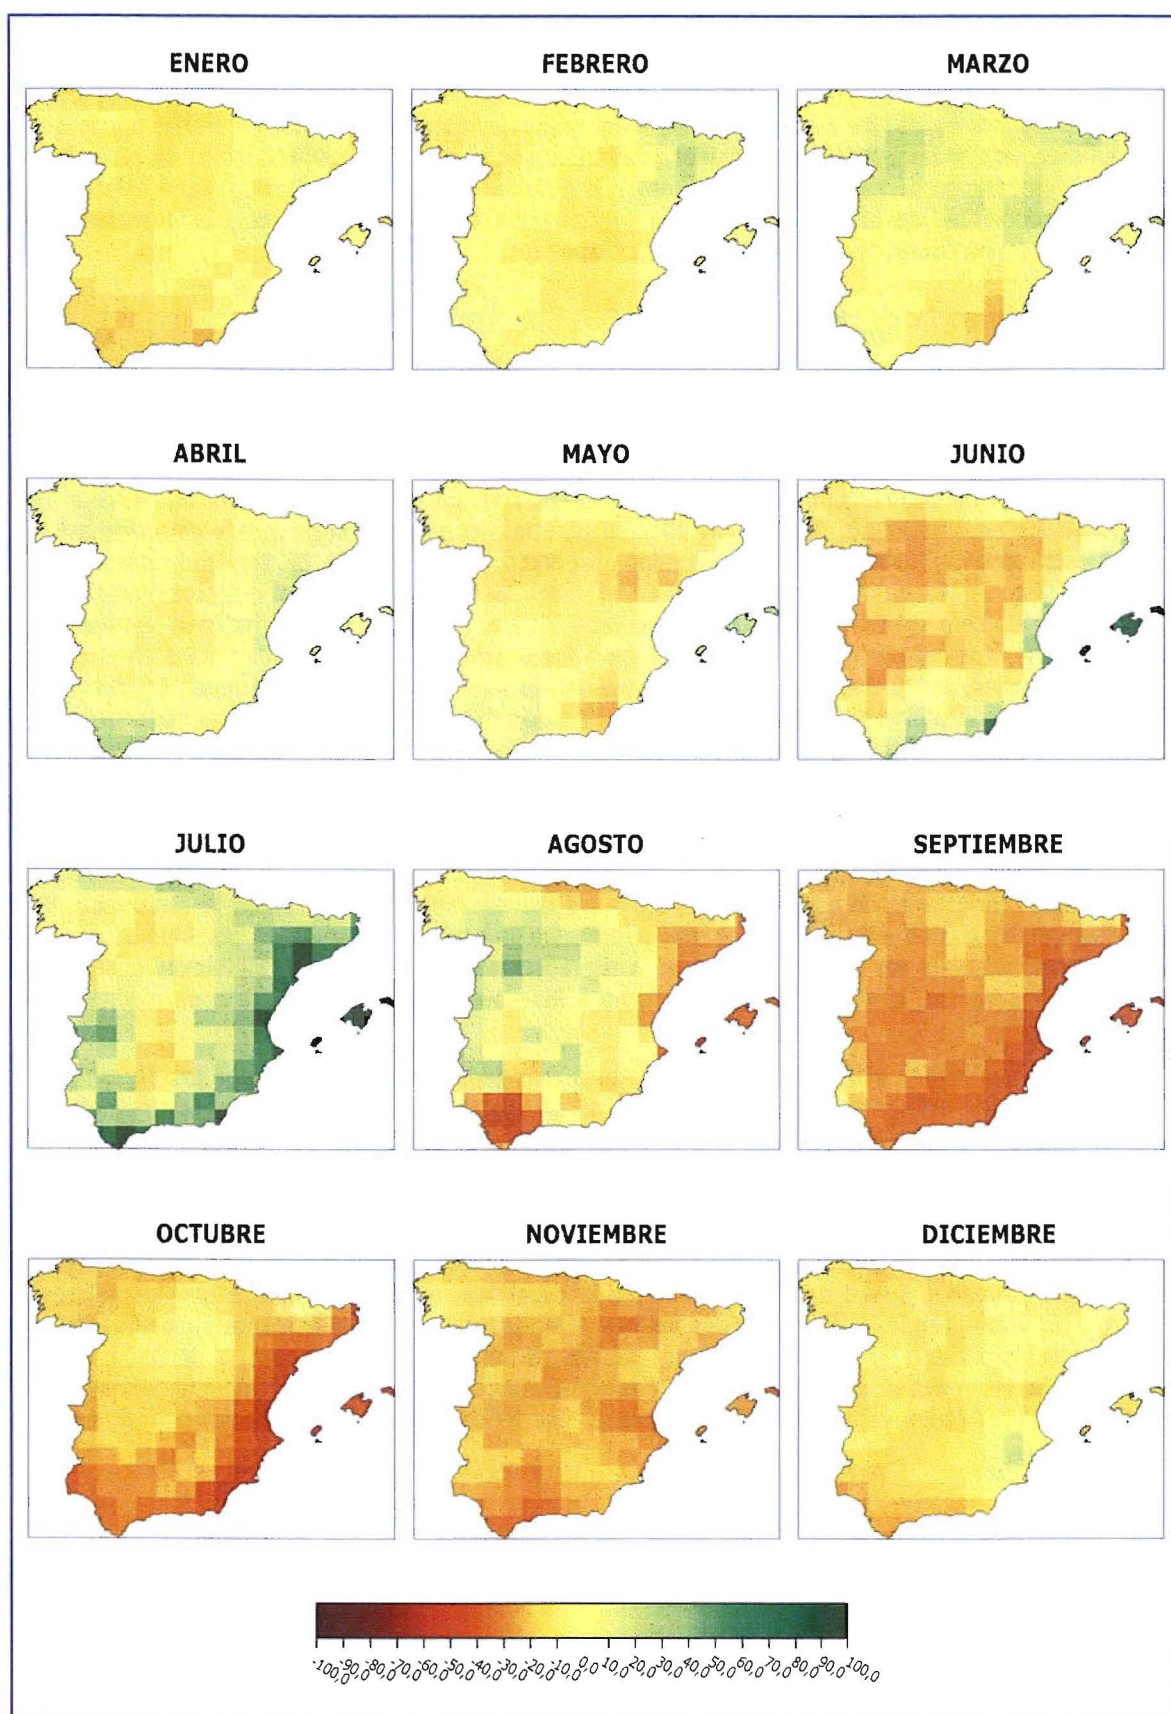 ENERO FEBRERO MARZO
ABRIL MAYO JUNIO
JULIO AGOSTO SEPTIEMBRE
OCTUBRE NOVIEMBRE DICIEMBRE
-100,0 -90,0 -80,0 -70,0 -60,0 -50,0 -40,0 -30,0 -20,0 -10,0 0,0 10,0 20,0 30,0 40,0 50,0 60,0 70,0 80,0 90,0 100,0